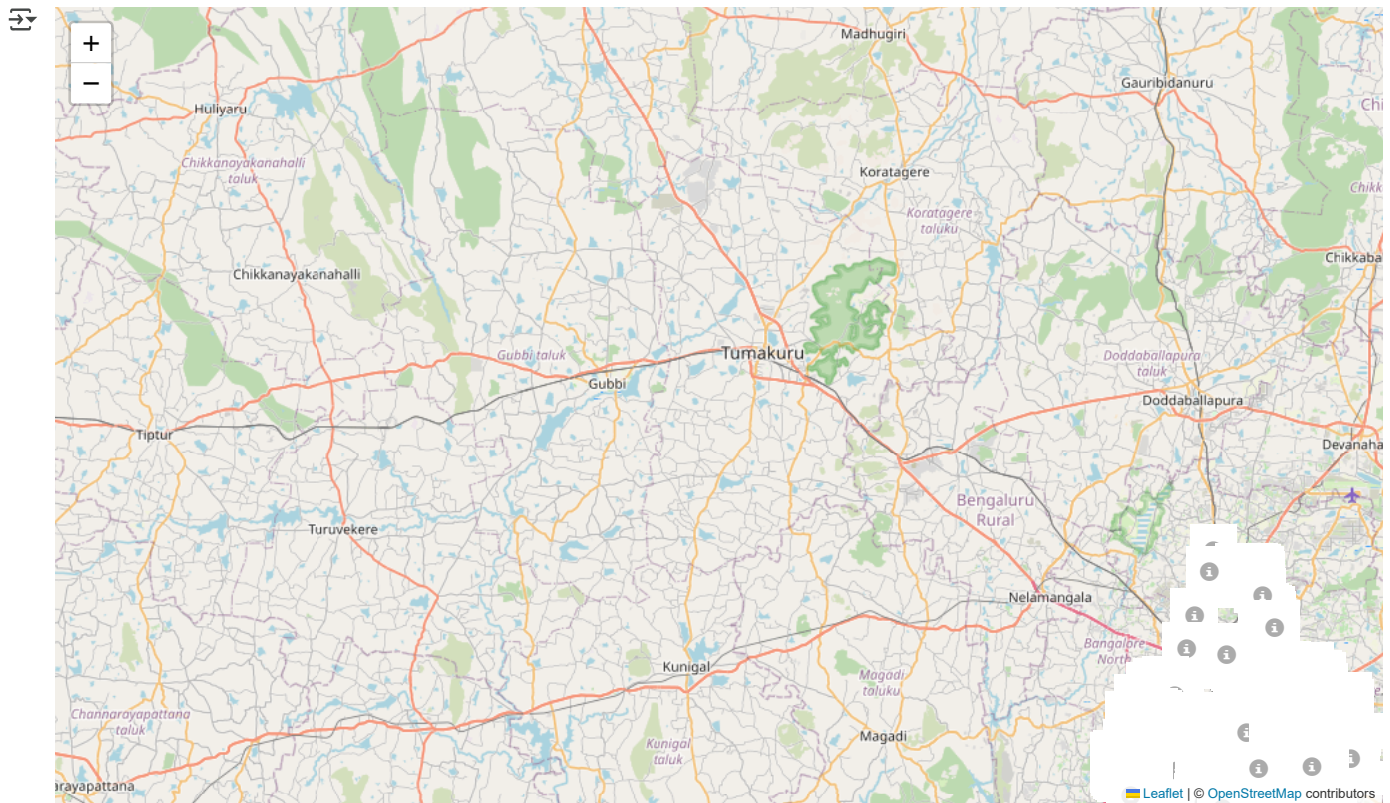 +
−
Madhugiri
Gauribidanuru
Huliyaru
Chikkanayakanahalli
taluk
Koratagere
Koratagere
taluku
Chikkanayakanahalli
Chikkaba
Gubbi taluk
Tumakuru
Doddaballapura
taluk
Gubbi
Doddaballapura
Tiptur
Devanaha
Bengaluru
Rural
Turuvekere
Nelamangala
Bangalore
North
Kunigal
Magadi
taluku
Channarayapattana
taluk
Kunigal
taluk
Magadi
arayapattana
Leaflet | © OpenStreetMap contributors